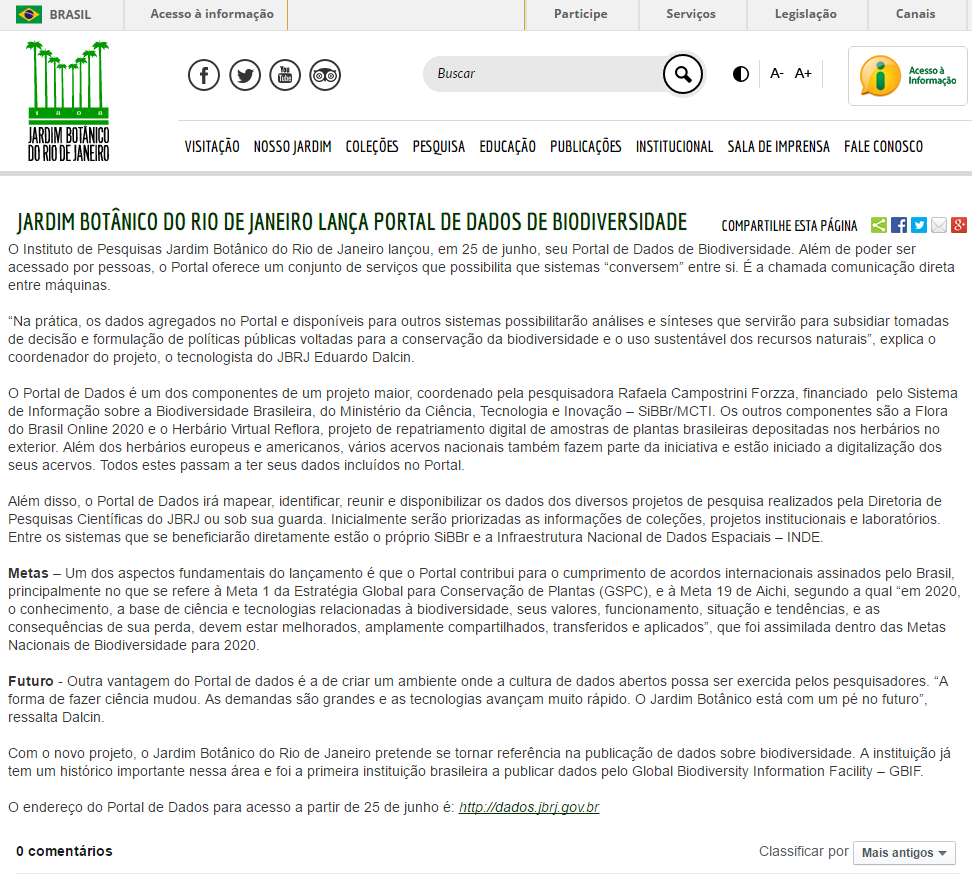 BRASIL
Acesso à informação
Participe
Serviços
Legislação
Canais
1 8 0 8
JARDIM BOTÂNICO
DO RIO DE JANEIRO
You
Tube
Buscar
A-
A+
Acesso à
Informação
VISITAÇÃO
NOSSO JARDIM
COLEÇÕES
PESQUISA
EDUCAÇÃO
PUBLICAÇÕES
INSTITUCIONAL
SALA DE IMPRENSA
FALE CONOSCO
JARDIM BOTÂNICO DO RIO DE JANEIRO LANÇA PORTAL DE DADOS DE BIODIVERSIDADE
COMPARTILHE ESTA PÁGINA
O Instituto de Pesquisas Jardim Botânico do Rio de Janeiro lançou, em 25 de junho, seu Portal de Dados de Biodiversidade. Além de poder ser
acessado por pessoas, o Portal oferece um conjunto de serviços que possibilita que sistemas “conversem” entre si. É a chamada comunicação direta
entre máquinas.
“Na prática, os dados agregados no Portal e disponíveis para outros sistemas possibilitarão análises e sínteses que servirão para subsidiar tomadas
de decisão e formulação de políticas públicas voltadas para a conservação da biodiversidade e o uso sustentável dos recursos naturais”, explica o
coordenador do projeto, o tecnologista do JBRJ Eduardo Dalcin.
O Portal de Dados é um dos componentes de um projeto maior, coordenado pela pesquisadora Rafaela Campostrini Forzza, financiado  pelo Sistema
de Informação sobre a Biodiversidade Brasileira, do Ministério da Ciência, Tecnologia e Inovação – SiBBr/MCTI. Os outros componentes são a Flora
do Brasil Online 2020 e o Herbário Virtual Reflora, projeto de repatriamento digital de amostras de plantas brasileiras depositadas nos herbários no
exterior. Além dos herbários europeus e americanos, vários acervos nacionais também fazem parte da iniciativa e estão iniciado a digitalização dos
seus acervos. Todos estes passam a ter seus dados incluídos no Portal.
Além disso, o Portal de Dados irá mapear, identificar, reunir e disponibilizar os dados dos diversos projetos de pesquisa realizados pela Diretoria de
Pesquisas Científicas do JBRJ ou sob sua guarda. Inicialmente serão priorizadas as informações de coleções, projetos institucionais e laboratórios.
Entre os sistemas que se beneficiarão diretamente estão o próprio SiBBr e a Infraestrutura Nacional de Dados Espaciais – INDE.
Metas – Um dos aspectos fundamentais do lançamento é que o Portal contribui para o cumprimento de acordos internacionais assinados pelo Brasil,
principalmente no que se refere à Meta 1 da Estratégia Global para Conservação de Plantas (GSPC), e à Meta 19 de Aichi, segundo a qual “em 2020,
o conhecimento, a base de ciência e tecnologias relacionadas à biodiversidade, seus valores, funcionamento, situação e tendências, e as
consequências de sua perda, devem estar melhorados, amplamente compartilhados, transferidos e aplicados”, que foi assimilada dentro das Metas
Nacionais de Biodiversidade para 2020.
Futuro - Outra vantagem do Portal de dados é a de criar um ambiente onde a cultura de dados abertos possa ser exercida pelos pesquisadores. “A
forma de fazer ciência mudou. As demandas são grandes e as tecnologias avançam muito rápido. O Jardim Botânico está com um pé no futuro”,
ressalta Dalcin.
Com o novo projeto, o Jardim Botânico do Rio de Janeiro pretende se tornar referência na publicação de dados sobre biodiversidade. A instituição já
tem um histórico importante nessa área e foi a primeira instituição brasileira a publicar dados pelo Global Biodiversity Information Facility – GBIF.
O endereço do Portal de Dados para acesso a partir de 25 de junho é: http://dados.jbrj.gov.br
0 comentários
Classificar por
Mais antigos